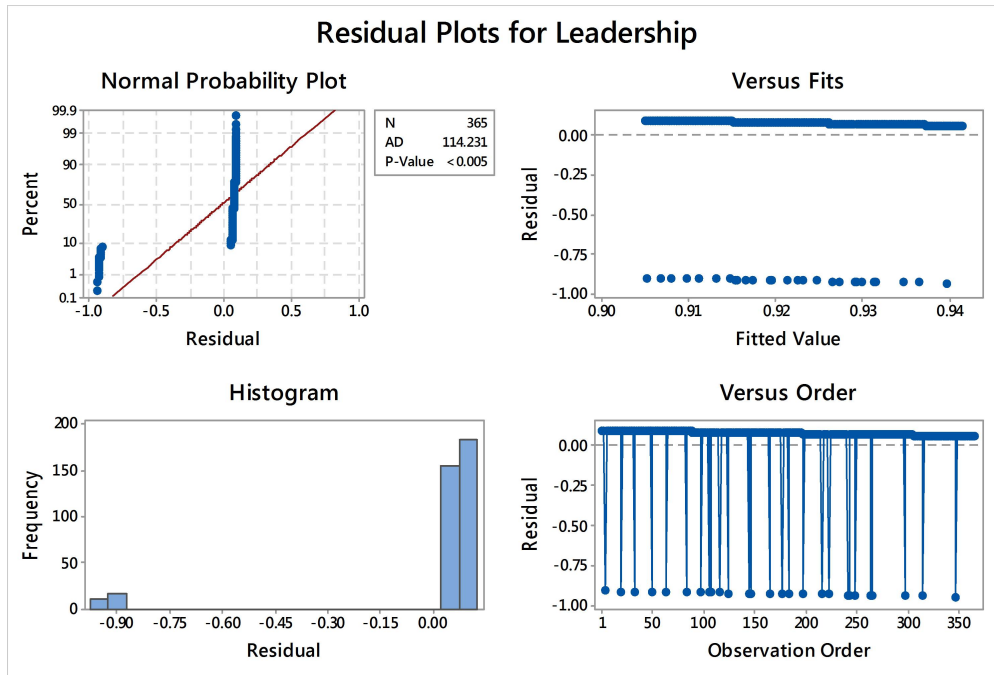 Residual Plots for Leadership
Normal Probability Plot
99.9
99
90
50
10
1
0.1
-1.0 -0.5 0.0 0.5 1.0
Percent
Residual
N 365
AD 114.231
P-Value <0.005
Versus Fits
0.00
-0.25
-0.50
-0.75
-1.00
0.90 0.91 0.92 0.93 0.94
Residual
Fitted Value
Histogram
200
150
100
50
0
-0.90 -0.75 -0.60 -0.45 -0.30 -0.15 0.00
Frequency
Residual
Versus Order
0.00
-0.25
-0.50
-0.75
-1.00
1 50 100 150 200 250 300 350
Residual
Observation Order